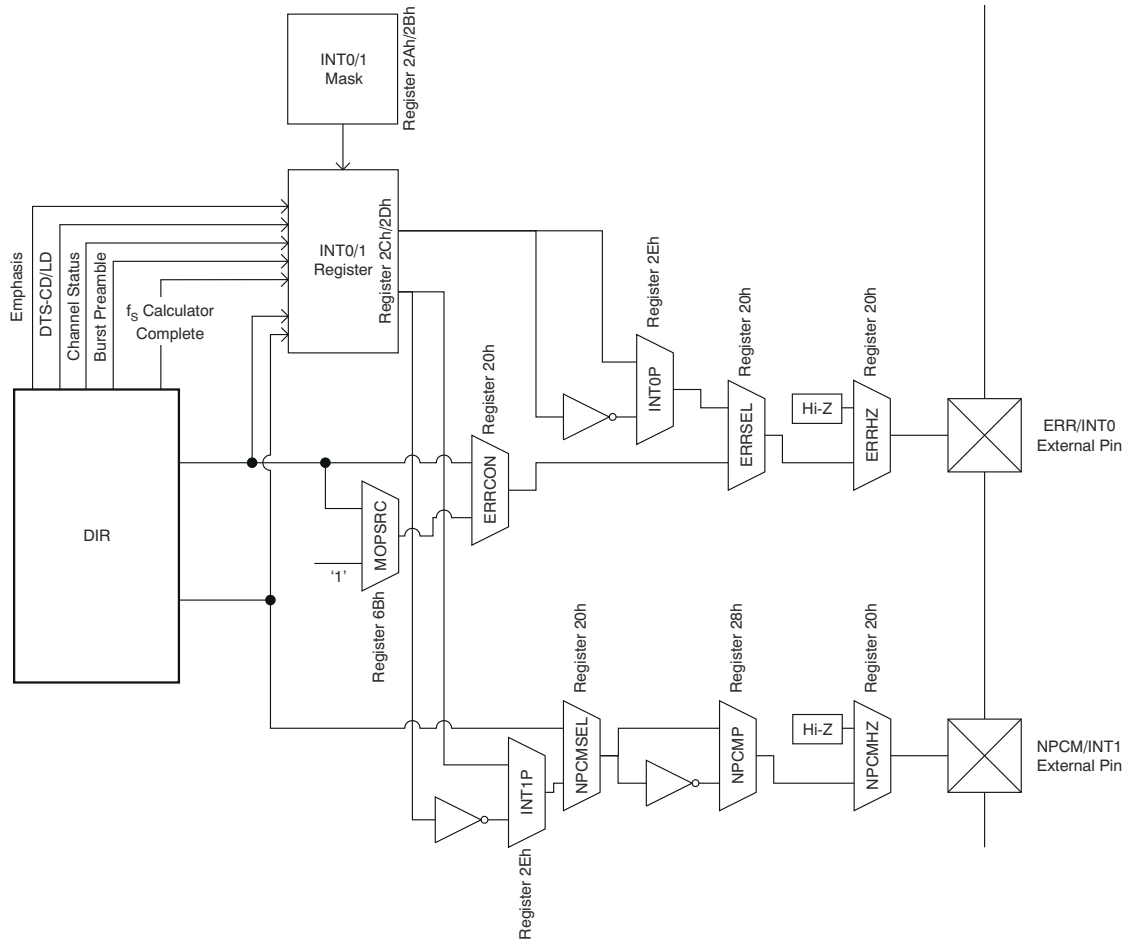 INT0/1
Mask
Register 2Ah/2Bh
Emphasis
DTS-CD/LD
Channel Status
Burst Preamble
fS Calculator
Complete
INT0/1
Register
Register 2Ch/2Dh
DIR
MOPSRC
'1'
Register 6Bh
ERRCON
Register 20h
INT0P
Register 2Eh
ERRSEL
Register 20h
Hi-Z
ERRHZ
Register 20h
ERR/INT0
External Pin
INT1P
Register 2Eh
NPCMSEL
Register 20h
NPCMP
Register 28h
Hi-Z
NPCMHZ
Register 20h
NPCM/INT1
External Pin